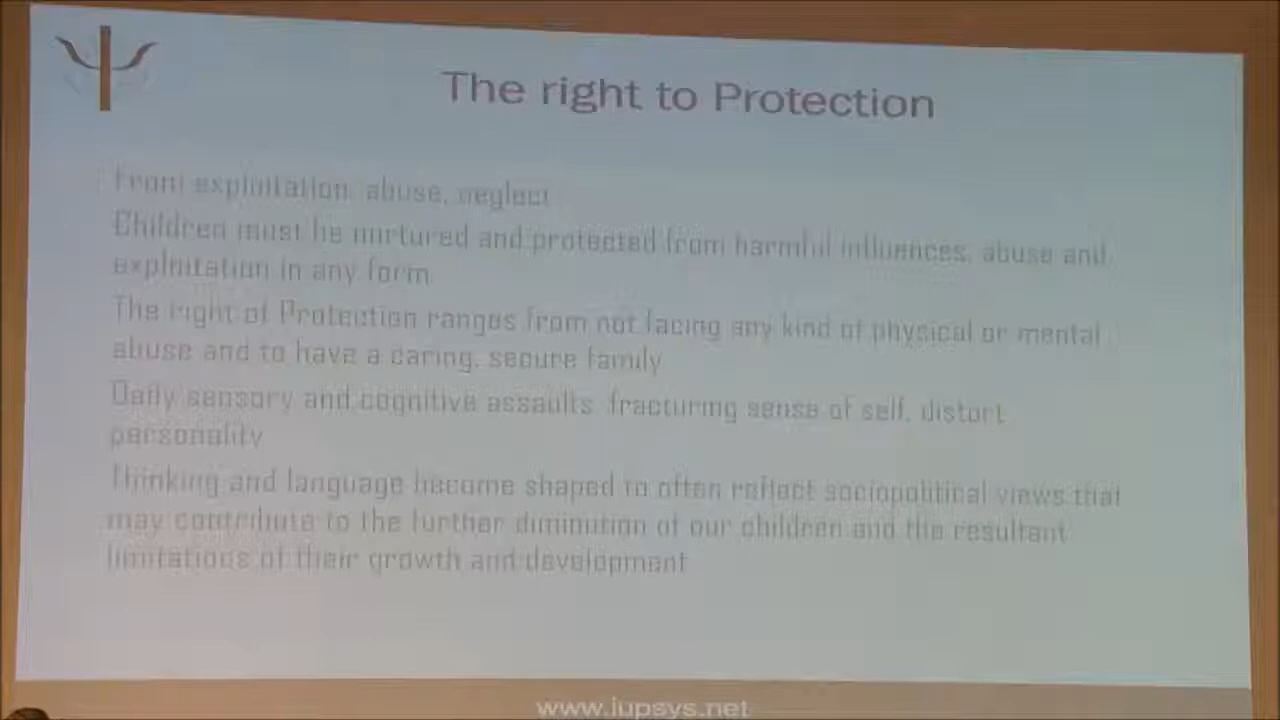 The right to Protection
From exploitation, abuse, neglect
Children must be nurtured and protected from harmful influences, abuse and
exploitation in any form
The right of Protection ranges from not facing any kind of physical or mental
abuse and to have a caring, secure family
Daily sensory and cognitive assaults fracturing sense of self, distort
personality
Thinking and language become shaped to often reflect sociopolitical views that
may contribute to the further diminution of our children and the resultant
limitations of their growth and development
www.iupsys.net